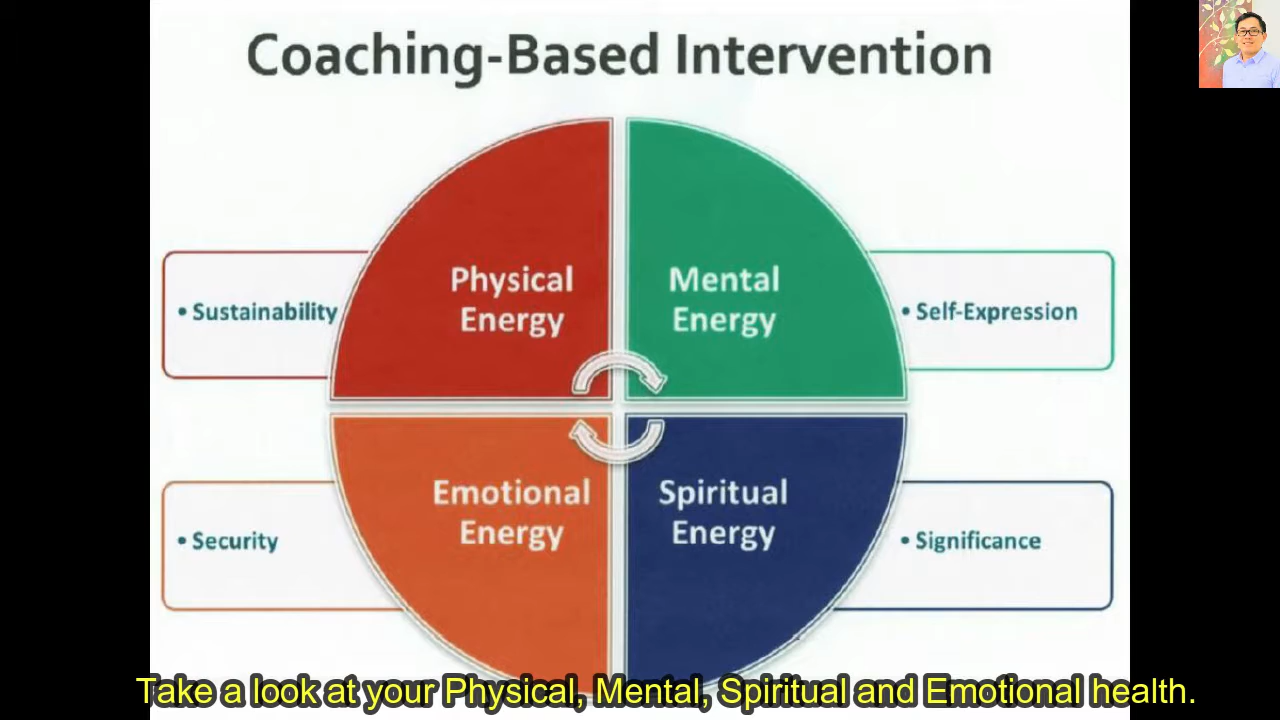 Coaching-Based Intervention
Physical
Energy
Mental
Energy
• Sustainability
• Self-Expression
Emotional
Energy
Spiritual
Energy
• Security
• Significance
Take a look at your Physical, Mental, Spiritual and Emotional health.